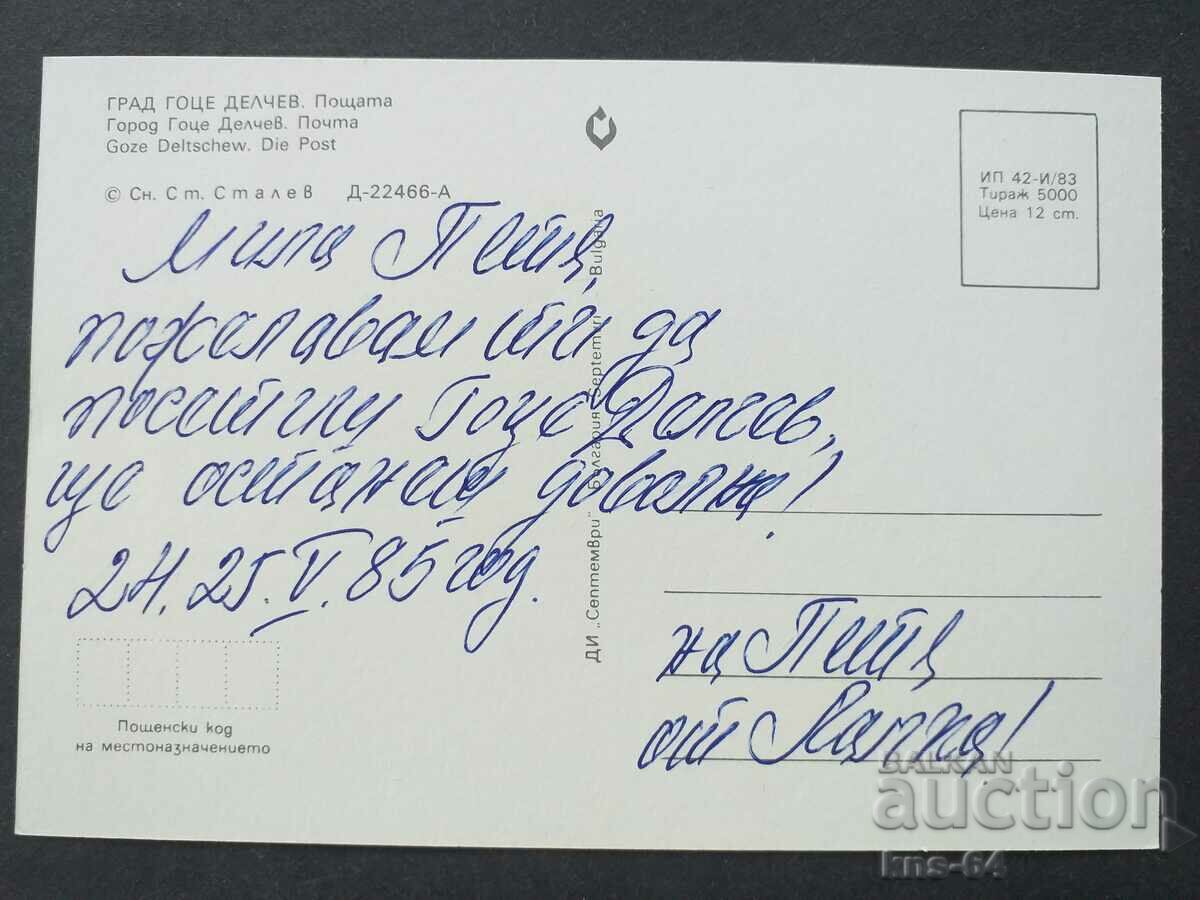 ГРАД ГОЦЕ ДЕЛЧЕВ. Пощата
Город Гоце Делчев. Почта
Goze Deltschew. Die Post
© Сн. Ст. Сталев Д-22466-А
ИП 42-И/83
Тираж 5000
Цена 12 ст.
Мила Петя,
пожелавам ти да
посетиш Гоце Делчев,
ще останеш доволна!
24. 25. V. 85 год.
ДИ „Септември" България Septemvri Bulgaria
на Петя
от
Пощенски код
на местоназначението
BALKAN
auction
kns-64